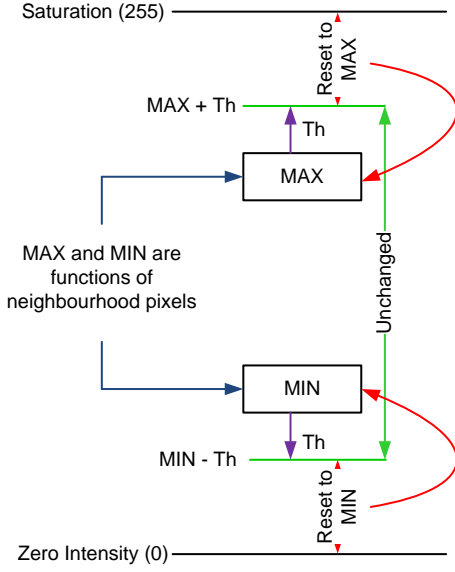 Saturation (255)
Reset to
MAX
MAX + Th
Th
MAX
MAX and MIN are
functions of
neighbourhood pixels
Unchanged
MIN
Th
MIN - Th
Reset to
MIN
Zero Intensity (0)